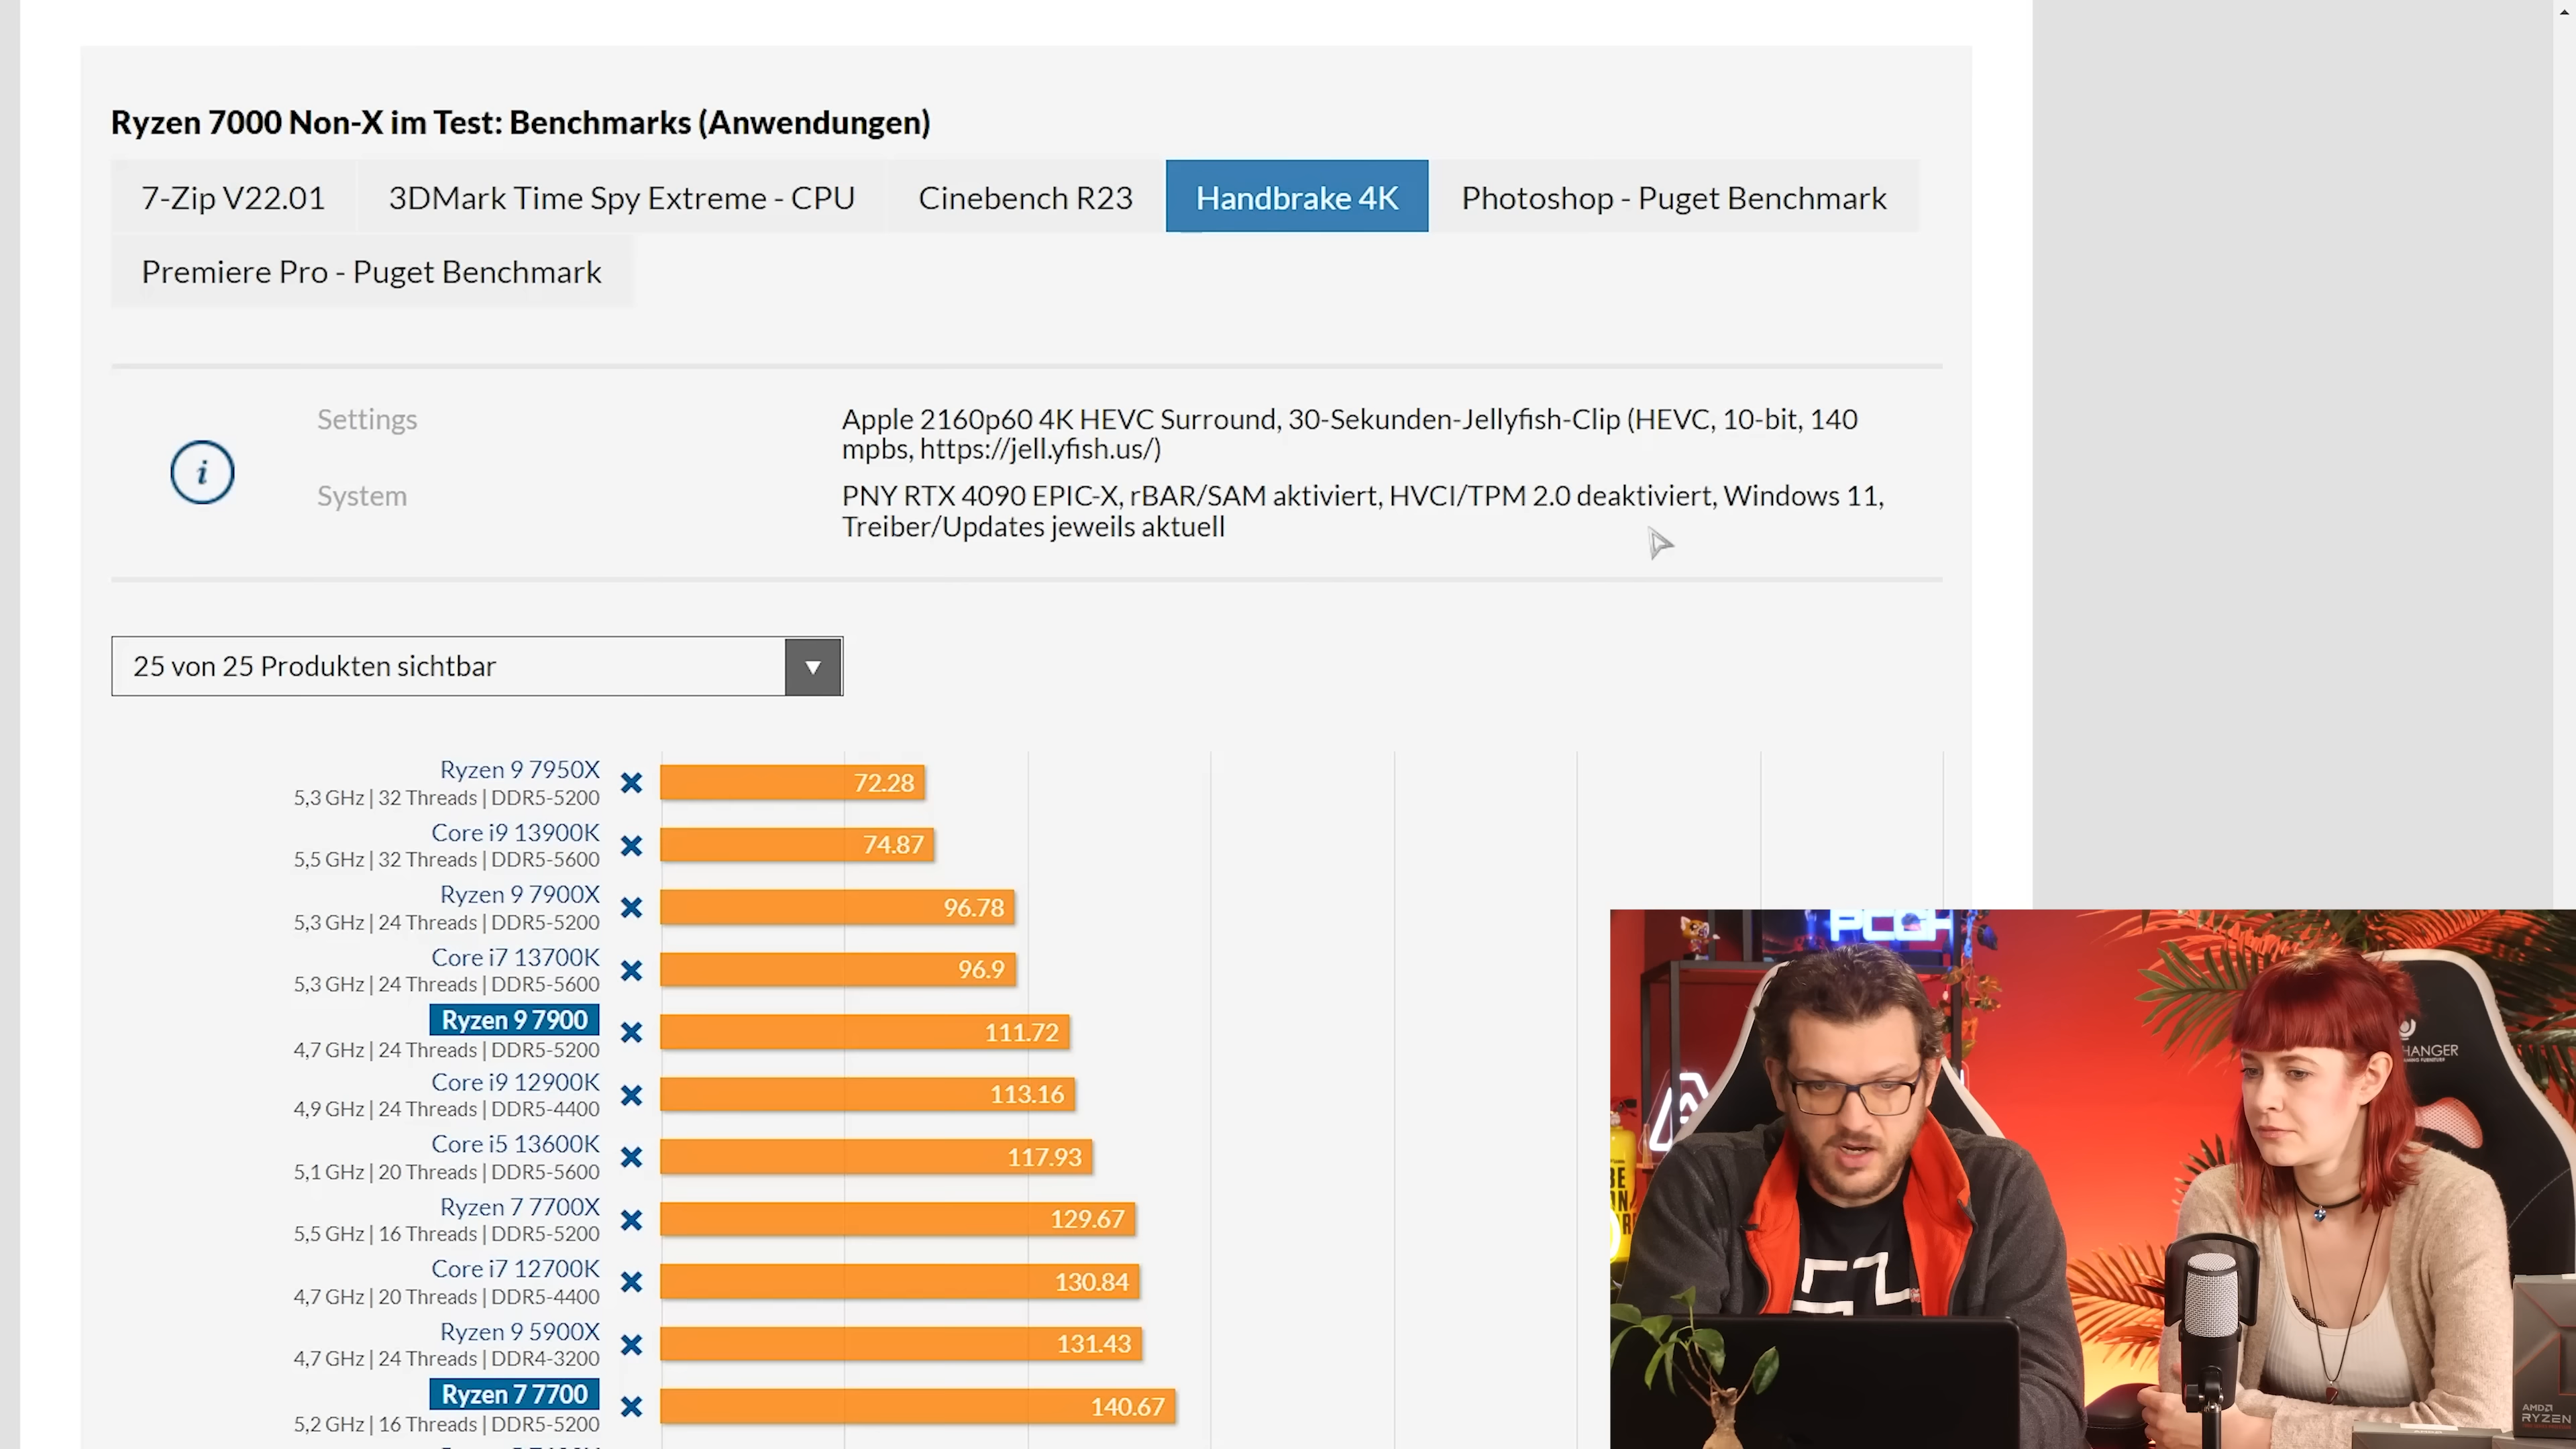 Ryzen 7000 Non-X im Test: Benchmarks (Anwendungen)
7-Zip V22.01
3DMark Time Spy Extreme - CPU
Cinebench R23
Handbrake 4K
Photoshop - Puget Benchmark
Premiere Pro - Puget Benchmark
Settings
Apple 2160p60 4K HEVC Surround, 30-Sekunden-Jellyfish-Clip (HEVC, 10-bit, 140
mpbs, https://jell.yfish.us/)
i
System
PNY RTX 4090 EPIC-X, rBAR/SAM aktiviert, HVCI/TPM 2.0 deaktiviert, Windows 11,
Treiber/Updates jeweils aktuell
25 von 25 Produkten sichtbar
Ryzen 9 7950X
5,3 GHz | 32 Threads | DDR5-5200
72.28
Core i9 13900K
5,5 GHz | 32 Threads | DDR5-5600
74.87
Ryzen 9 7900X
5,3 GHz | 24 Threads | DDR5-5200
96.78
Core i7 13700K
5,3 GHz | 24 Threads | DDR5-5600
96.9
Ryzen 9 7900
4,7 GHz | 24 Threads | DDR5-5200
111.72
Core i9 12900K
4,9 GHz | 24 Threads | DDR5-4400
113.16
Core i5 13600K
5,1 GHz | 20 Threads | DDR5-5600
117.93
Ryzen 7 7700X
5,5 GHz | 16 Threads | DDR5-5200
129.67
Core i7 12700K
4,7 GHz | 20 Threads | DDR5-4400
130.84
Ryzen 9 5900X
4,7 GHz | 24 Threads | DDR4-3200
131.43
Ryzen 7 7700
5,2 GHz | 16 Threads | DDR5-5200
140.67
PCGH
HANGER
AMD
RYZEN